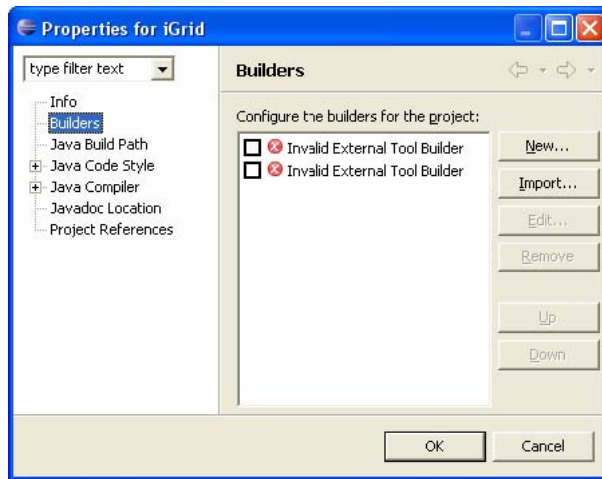 Properties for iGrid
type filter text
Info
Builders
Java Build Path
Java Code Style
Java Compiler
Javadoc Location
Project References
Builders
Configure the builders for the project:
Invalid External Tool Builder
Invalid External Tool Builder
New...
Import...
Edit...
Remove
Up
Down
OK
Cancel